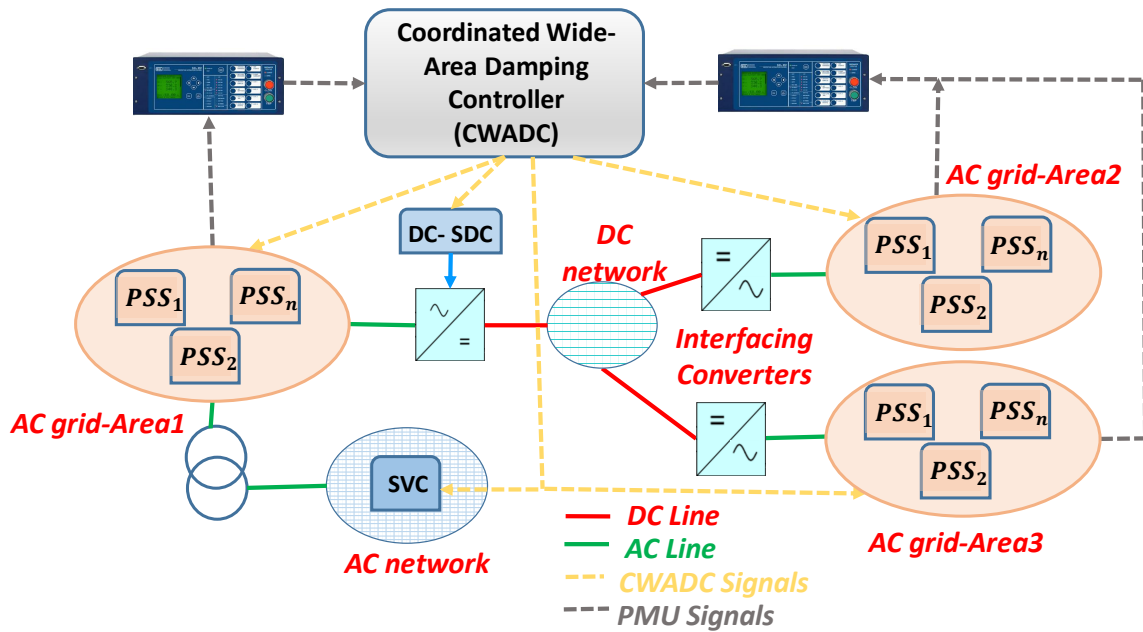 Coordinated Wide-
Area Damping
Controller
(CWADC)
AC grid-Area2
DC- SDC
DC
network
PSS₁
PSSₙ
PSS₂
=
=
PSS₁
PSSₙ
PSS₂
Interfacing
Converters
AC grid-Area1
=
PSS₁
PSSₙ
PSS₂
SVC
AC network
AC grid-Area3
DC Line
AC Line
CWADC Signals
PMU Signals